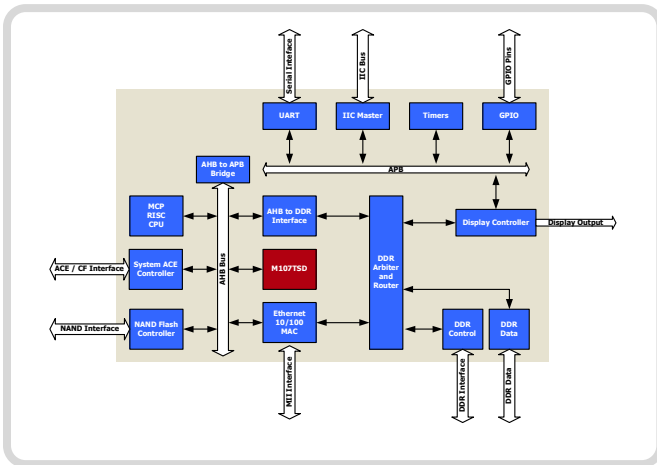 Serial Inteface
IIC Bus
GPIO Pins
UART
IIC Master
Timers
GPIO
AHB to APB
Bridge
APB
MCP
RISC
CPU
AHB to DDR
Interface
Display Controller
Display Output
AHB Bus
DDR
Arbiter
and
Router
ACE / CF Interface
System ACE
Controller
M107TSD
NAND Interface
NAND Flash
Controller
Ethernet
10/100
MAC
DDR
Control
DDR
Data
MII Interface
DDR Interface
DDR Data